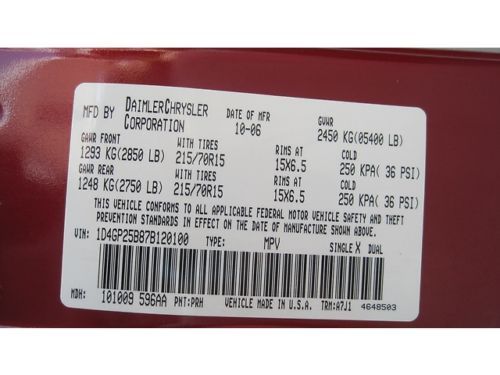 MFD BY DAIMLERCHRYSLER CORPORATION DATE OF MFR 10-06 GVWR 2450 KG(05400 LB)
GAWR FRONT WITH TIRES RIMS AT COLD
1293 KG(2850 LB) 215/70R15 15X6.5 250 KPA( 36 PSI)
GAWR REAR WITH TIRES RIMS AT COLD
1248 KG(2750 LB) 215/70R15 15X6.5 250 KPA( 36 PSI)
THIS VEHICLE CONFORMS TO ALL APPLICABLE FEDERAL MOTOR VEHICLE SAFETY AND THEFT
PREVENTION STANDARDS IN EFFECT ON THE DATE OF MANUFACTURE SHOWN ABOVE.
VIN: 1D4GP25B87B120100 TYPE: MPV SINGLE X DUAL
MDH: 101009 596AA PNT:PRH VEHICLE MADE IN U.S.A. TRM:A7J1
4648503